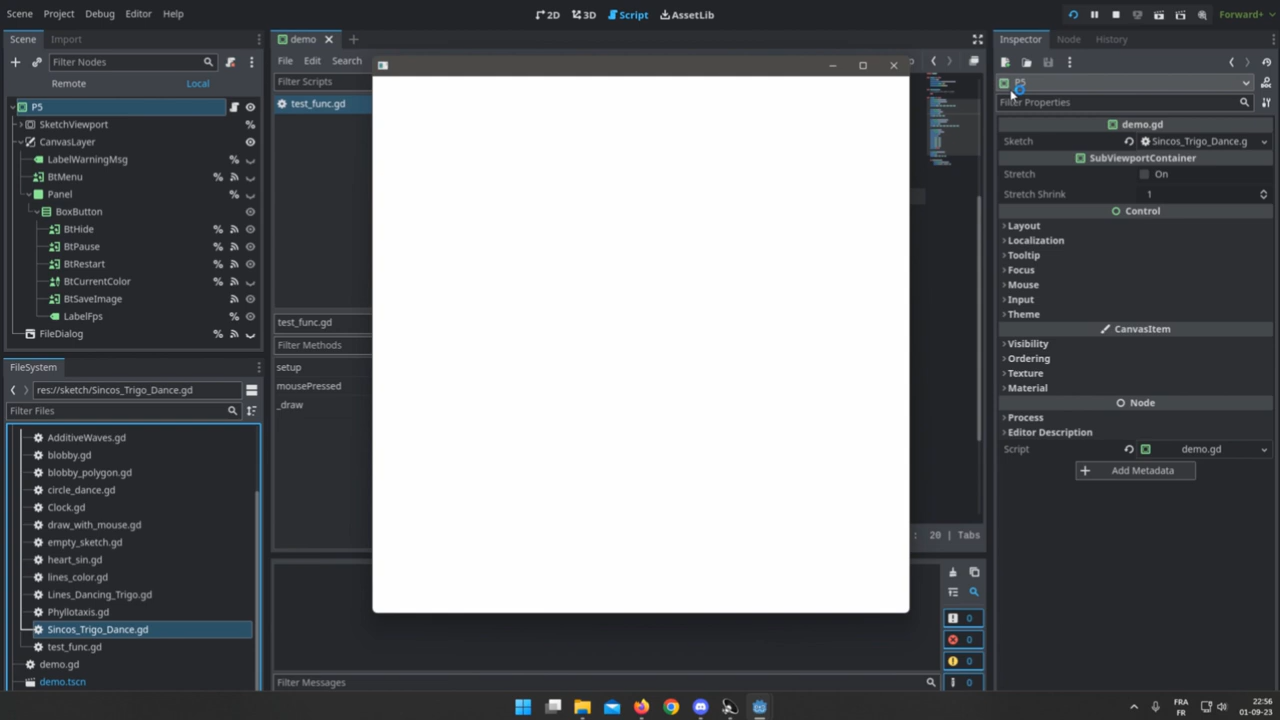 Scene Project Debug Editor Help
2D 3D Script AssetLib
Forward+
Scene Import
Filter Nodes
Remote Local
P5
SketchViewport
CanvasLayer
LabelWarningMsg
BtMenu
Panel
BoxButton
BtHide
BtPause
BtRestart
BtCurrentColor
BtSaveImage
LabelFps
FileDialog
FileSystem
res://sketch/Sincos_Trigo_Dance.gd
Filter Files
AdditiveWaves.gd
blobby.gd
blobby_polygon.gd
circle_dance.gd
Clock.gd
draw_with_mouse.gd
empty_sketch.gd
heart_sin.gd
lines_color.gd
Lines_Dancing_Trigo.gd
Phyllotaxis.gd
Sincos_Trigo_Dance.gd
test_func.gd
demo.gd
demo.tscn
demo
File Edit Search
Filter Scripts
test_func.gd
test_func.gd
Filter Methods
setup
mousePressed
_draw
: 20 | Tabs
0
0
0
0
Filter Messages
Inspector Node History
P5
Filter Properties
demo.gd
Sketch Sincos_Trigo_Dance.g
SubViewportContainer
Stretch On
Stretch Shrink 1
Control
Layout
Localization
Tooltip
Focus
Mouse
Input
Theme
CanvasItem
Visibility
Ordering
Texture
Material
Node
Process
Editor Description
Script demo.gd
Add Metadata
FRA
FR
22:56
01-09-23